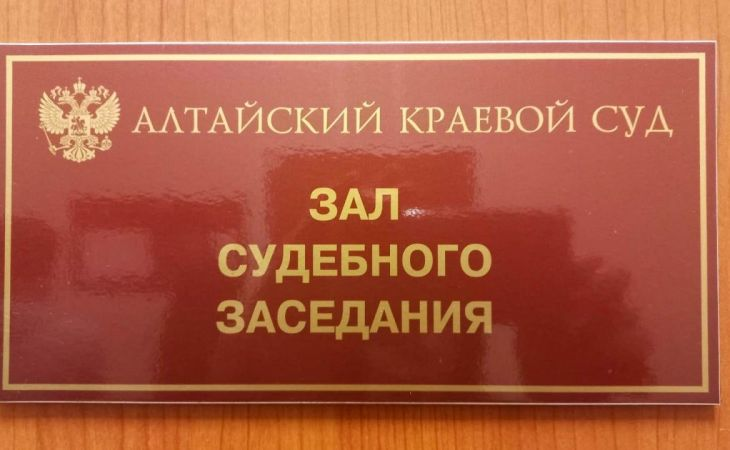 АЛТАЙСКИЙ КРАЕВОЙ СУД
ЗАЛ
СУДЕБНОГО
ЗАСЕДАНИЯ